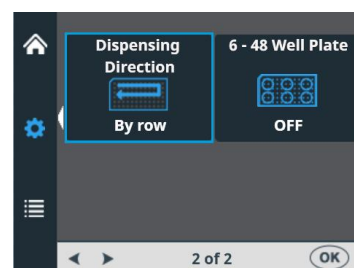 Dispensing
Direction
By row
6 - 48 Well Plate
OFF
2 of 2
OK